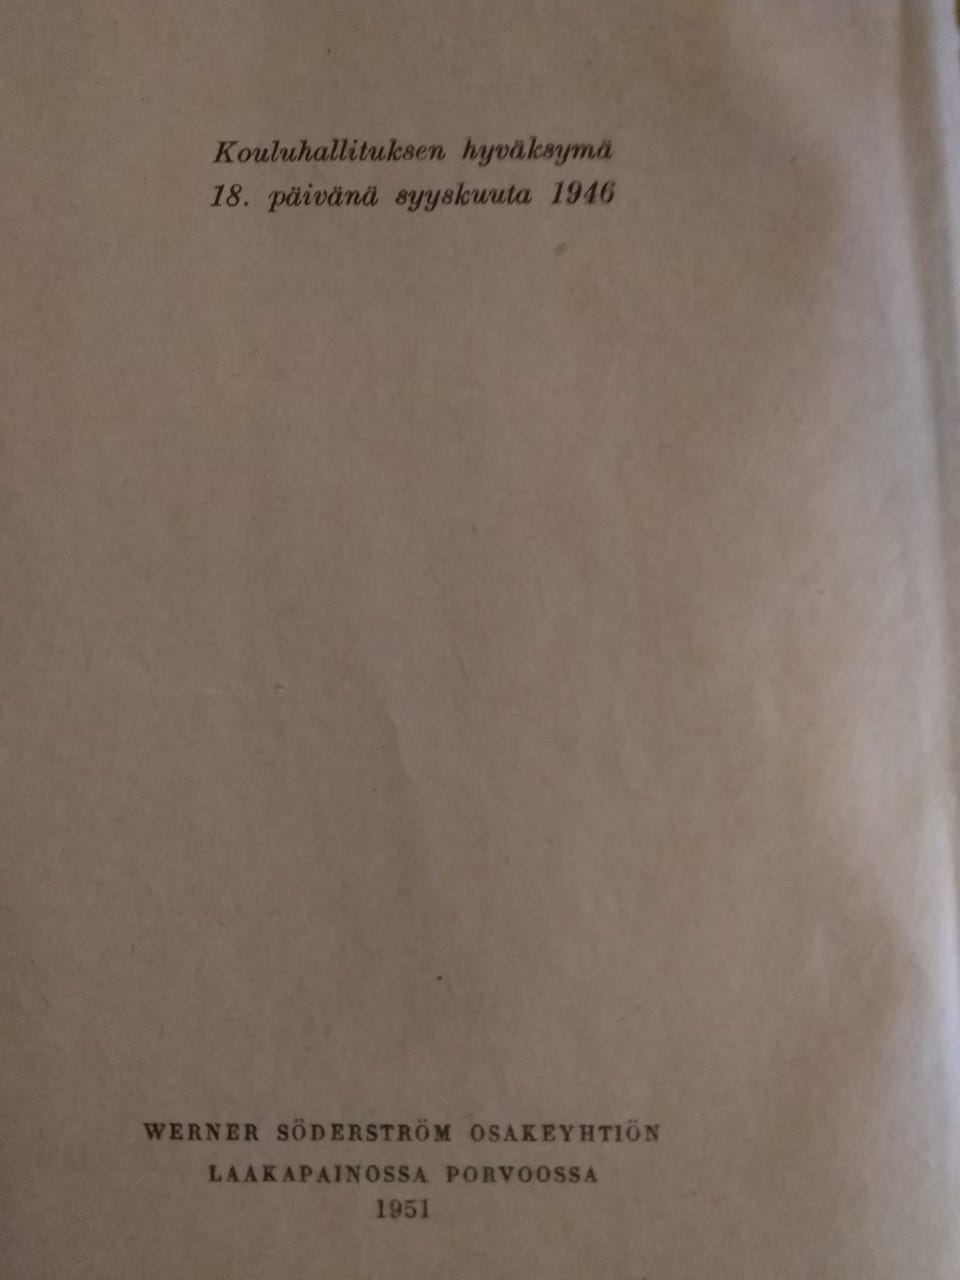 Kouluhallituksen hyväksymä
18. päivänä syyskuuta 1946
WERNER SÖDERSTRÖM OSAKEYHTIÖN
LAAKAPAINOSSA PORVOOSSA
1951